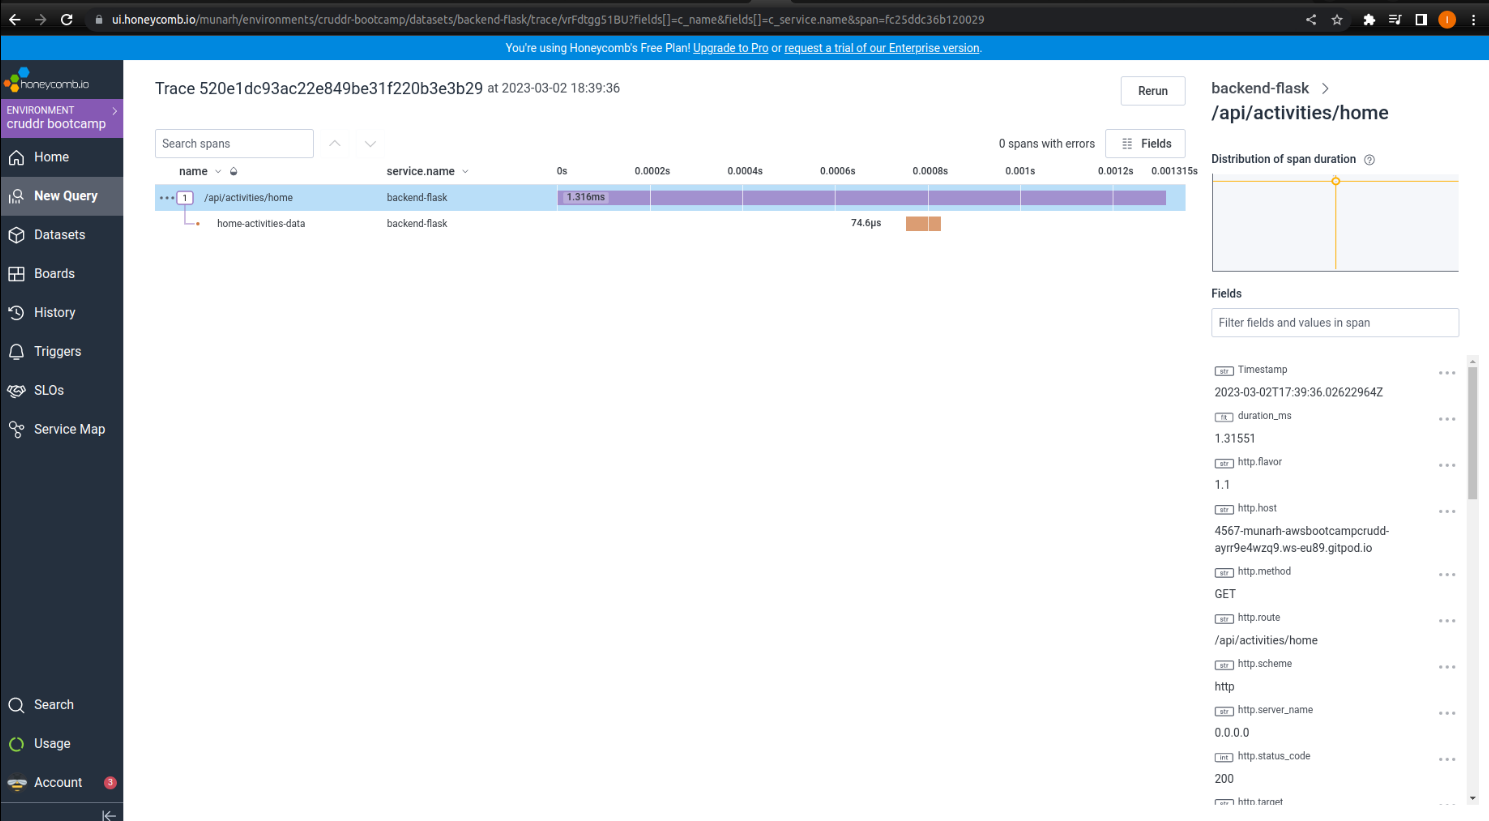 ui.honeycomb.io/munarh/environments/cruddr-bootcamp/datasets/backend-flask/trace/vrFdtgg51BU?fields[]=c_name&fields[]=c_service.name&span=fc25ddc36b120029
You're using Honeycomb's Free Plan! Upgrade to Pro or request a trial of our Enterprise version.
honeycomb.io
ENVIRONMENT
cruddr bootcamp
Home
New Query
Datasets
Boards
History
Triggers
SLOs
Service Map
Search
Usage
Account 3
Trace 520e1dc93ac22e849be31f220b3e3b29 at 2023-03-02 18:39:36
Rerun
Search spans
0 spans with errors
Fields
name service.name 0s 0.0002s 0.0004s 0.0006s 0.0008s 0.001s 0.0012s 0.001315s
1 /api/activities/home backend-flask 1.316ms
home-activities-data backend-flask 74.6µs
backend-flask
/api/activities/home
Distribution of span duration
Fields
Filter fields and values in span
str Timestamp
2023-03-02T17:39:36.02622964Z
flt duration_ms
1.31551
str http.flavor
1.1
str http.host
4567-munarh-awsbootcampcrudd-
ayrr9e4wzq9.ws-eu89.gitpod.io
str http.method
GET
str http.route
/api/activities/home
str http.scheme
http
str http.server_name
0.0.0.0
int http.status_code
200
str http.target